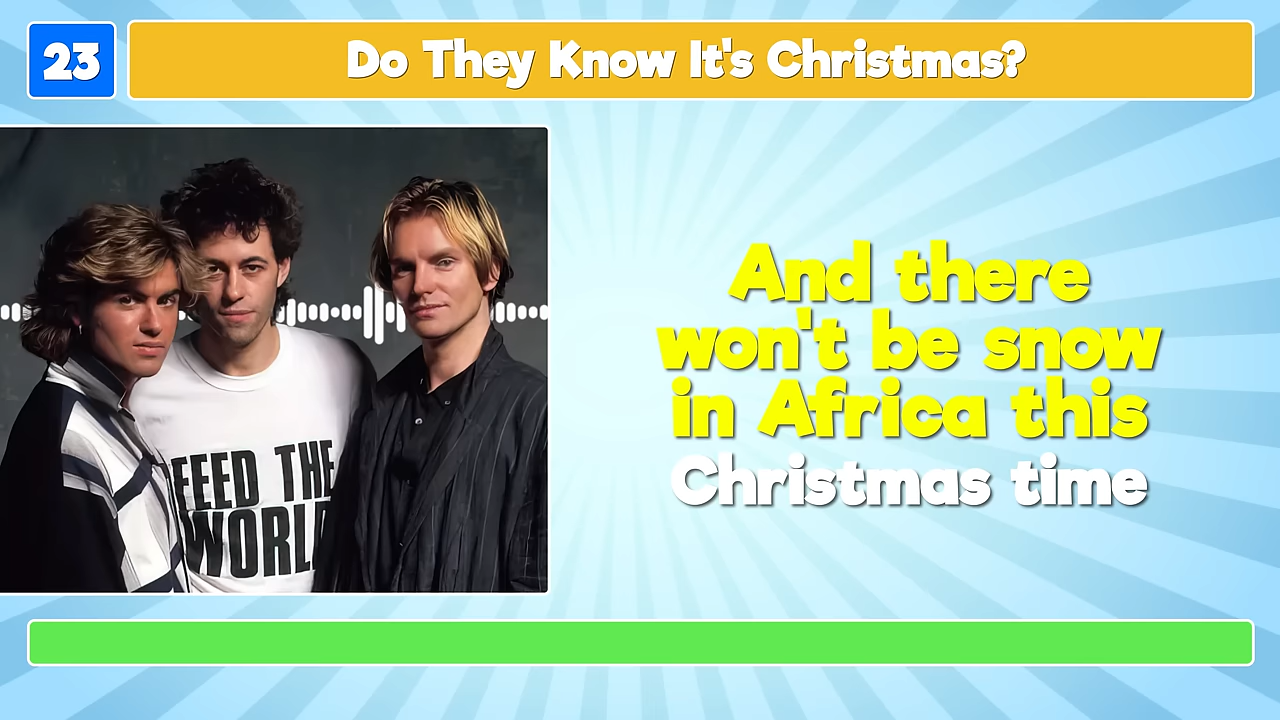 23
Do They Know It's Christmas?
And there
won't be snow
in Africa this
Christmas time
FEED THE
WORLD